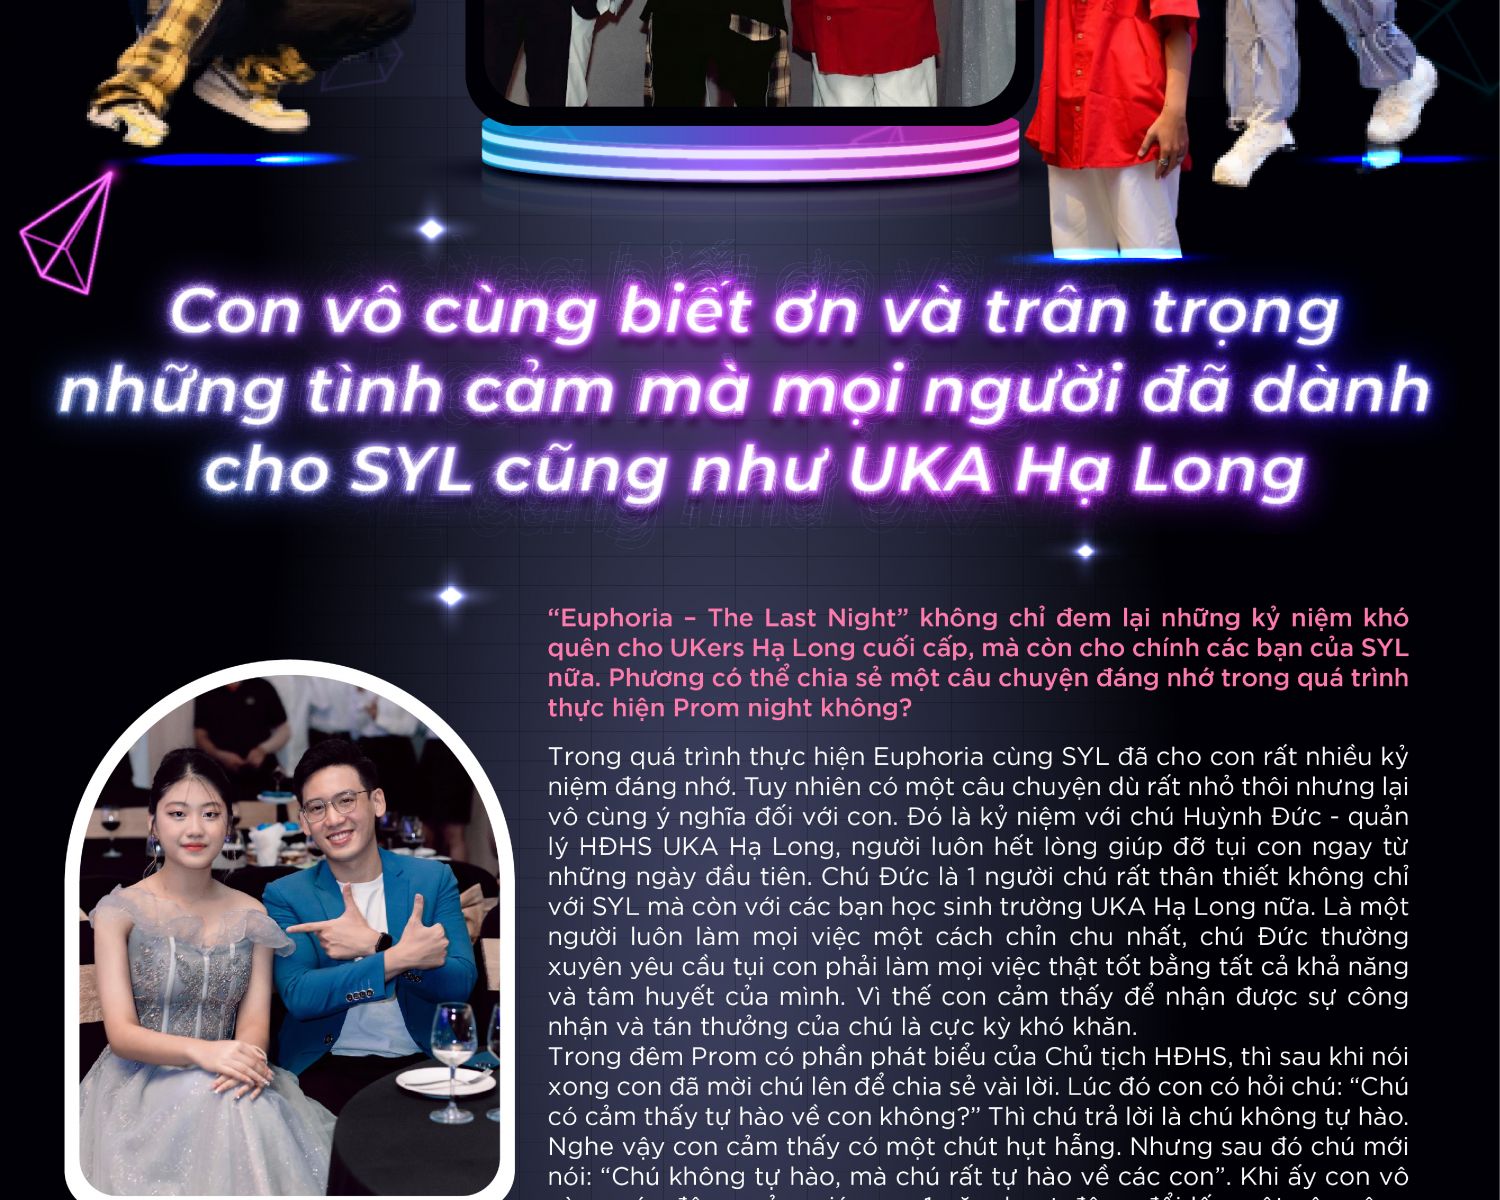 Con vô cùng biết ơn và trân trọng
những tình cảm mà mọi người đã dành
cho SYL cũng như UKA Hạ Long
“Euphoria – The Last Night” không chỉ đem lại những kỷ niệm khó
quên cho UKers Hạ Long cuối cấp, mà còn cho chính các bạn của SYL
nữa. Phương có thể chia sẻ một câu chuyện đáng nhớ trong quá trình
thực hiện Prom night không?
Trong quá trình thực hiện Euphoria cùng SYL đã cho con rất nhiều kỷ
niệm đáng nhớ. Tuy nhiên có một câu chuyện dù rất nhỏ thôi nhưng lại
vô cùng ý nghĩa đối với con. Đó là kỷ niệm với chú Huỳnh Đức - quản
lý HĐHS UKA Hạ Long, người luôn hết lòng giúp đỡ tụi con ngay từ
những ngày đầu tiên. Chú Đức là 1 người chú rất thân thiết không chỉ
với SYL mà còn với các bạn học sinh trường UKA Hạ Long nữa. Là một
người luôn làm mọi việc một cách chỉn chu nhất, chú Đức thường
xuyên yêu cầu tụi con phải làm mọi việc thật tốt bằng tất cả khả năng
và tâm huyết của mình. Vì thế con cảm thấy để nhận được sự công
nhận và tán thưởng của chú là cực kỳ khó khăn.
Trong đêm Prom có phần phát biểu của Chủ tịch HĐHS, thì sau khi nói
xong con đã mời chú lên để chia sẻ vài lời. Lúc đó con có hỏi chú: “Chú
có cảm thấy tự hào về con không?” Thì chú trả lời là chú không tự hào.
Nghe vậy con cảm thấy có một chút hụt hẫng. Nhưng sau đó chú mới
nói: “Chú không tự hào, mà chú rất tự hào về các con”. Khi ấy con vô